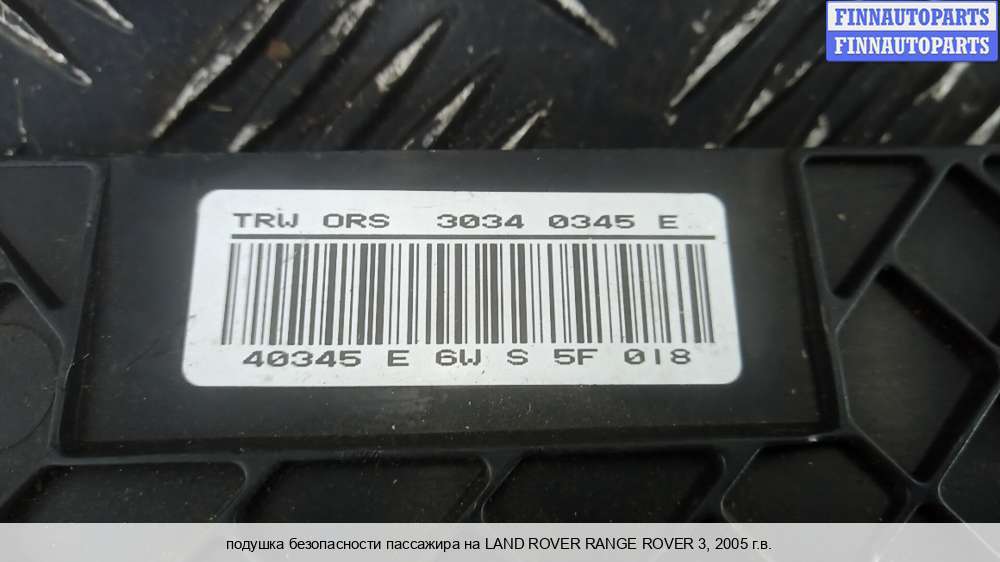 FINNAUTOPARTS
FINNAUTOPARTS
TRW ORS 3034 0345 E
40345 E 6W S 5F 018
подушка безопасности пассажира на LAND ROVER RANGE ROVER 3, 2005 г.в.